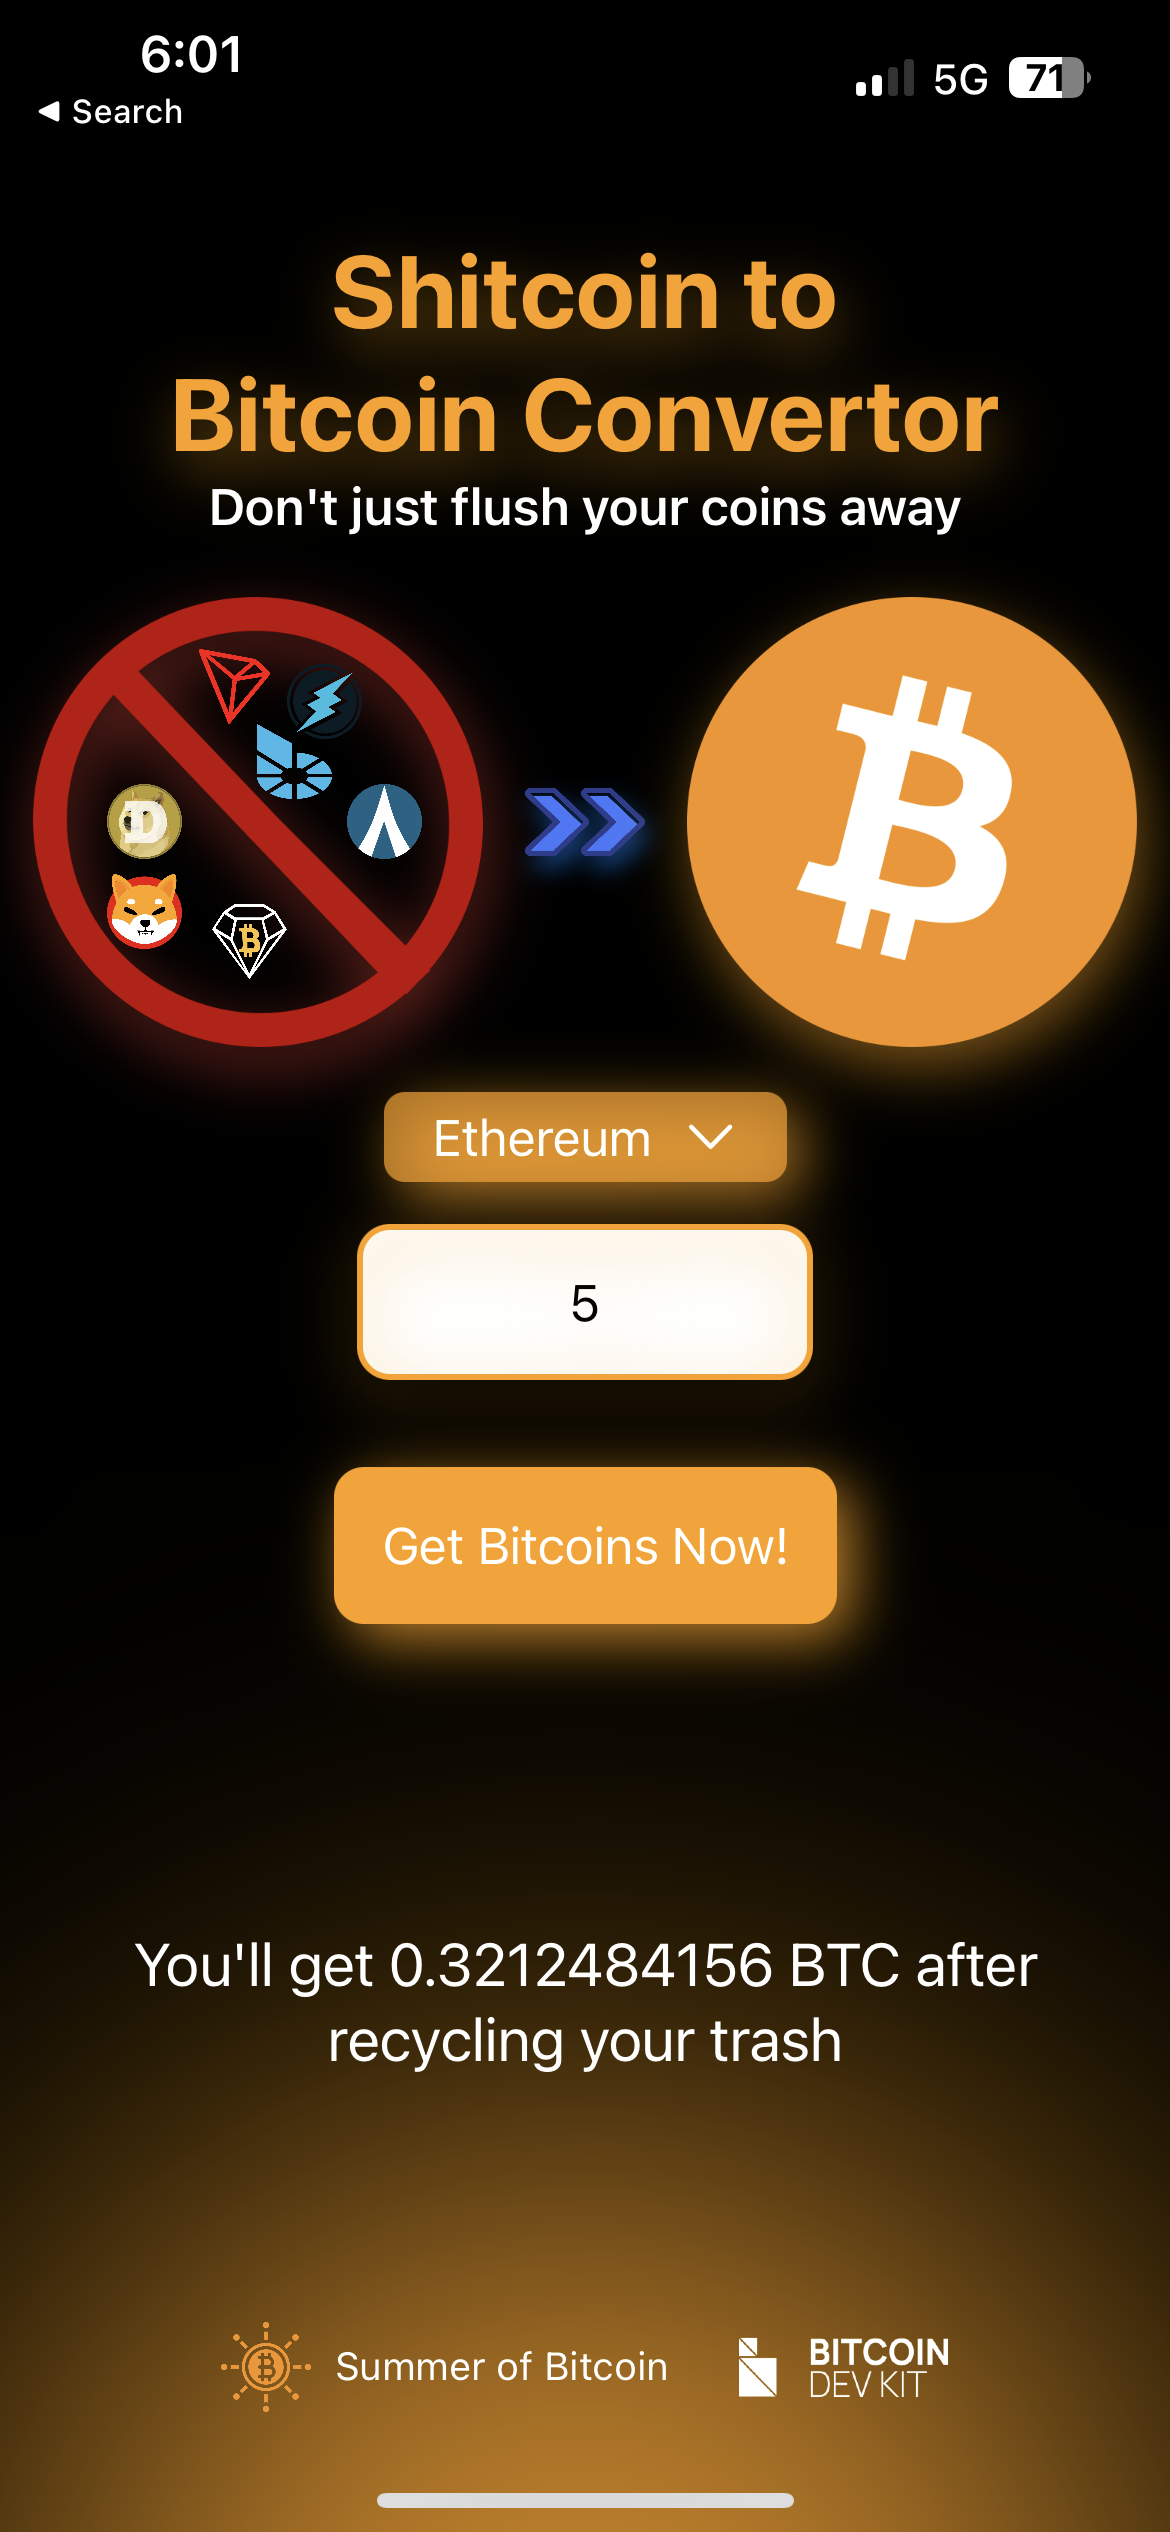 6:01
Search
5G
71
Shitcoin to
Bitcoin Convertor
Don't just flush your coins away
Ethereum
5
Get Bitcoins Now!
You'll get 0.3212484156 BTC after
recycling your trash
Summer of Bitcoin
BITCOIN
DEV KIT